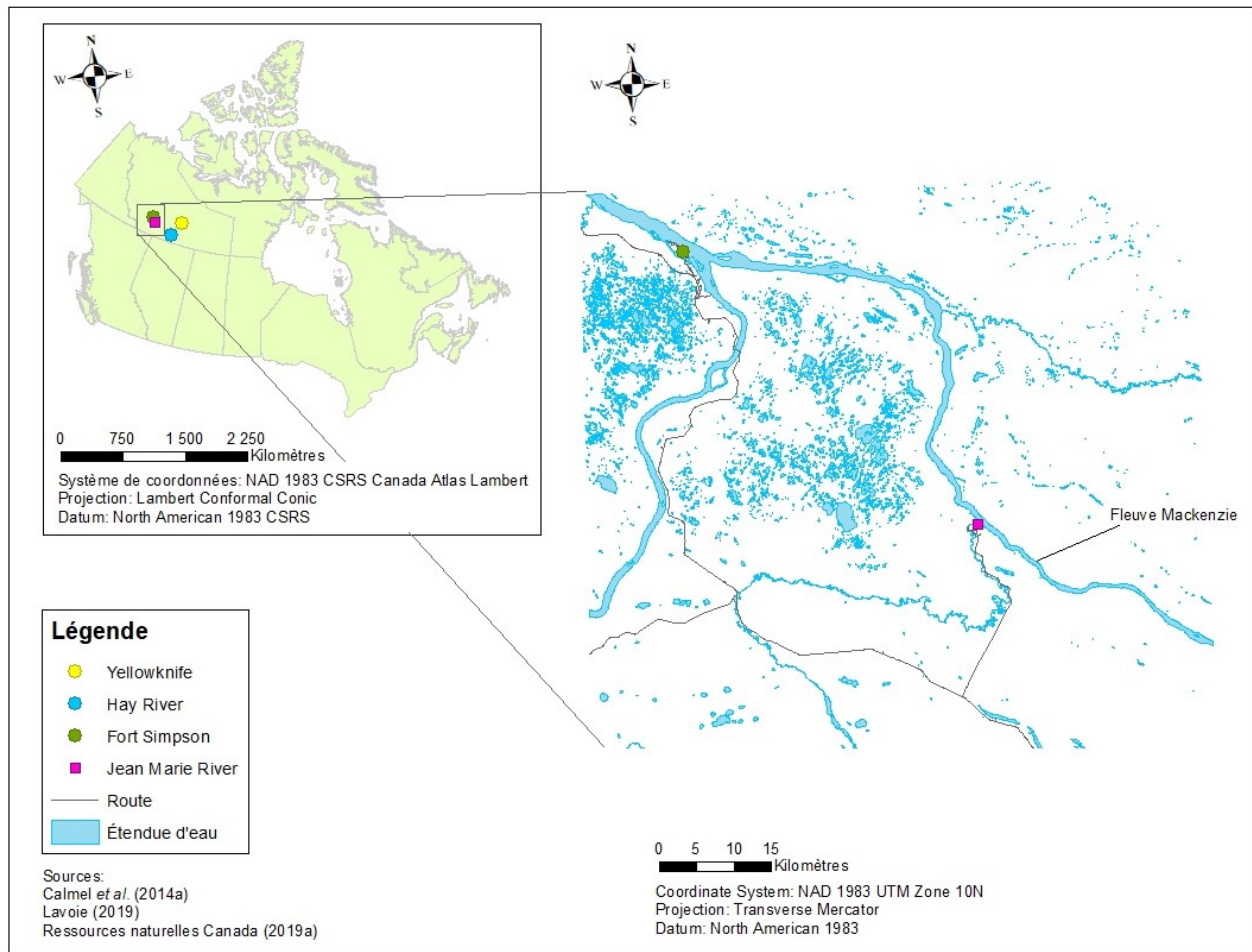 N
W E
S
0 750 1 500 2 250
Kilomètres
Système de coordonnées: NAD 1983 CSRS Canada Atlas Lambert
Projection: Lambert Conformal Conic
Datum: North American 1983 CSRS
Légende
Yellowknife
Hay River
Fort Simpson
Jean Marie River
Route
Étendue d'eau
Sources:
Calmel et al. (2014a)
Lavoie (2019)
Ressources naturelles Canada (2019a)
N
W E
S
Fleuve Mackenzie
0 5 10 15
Kilomètres
Coordinate System: NAD 1983 UTM Zone 10N
Projection: Transverse Mercator
Datum: North American 1983